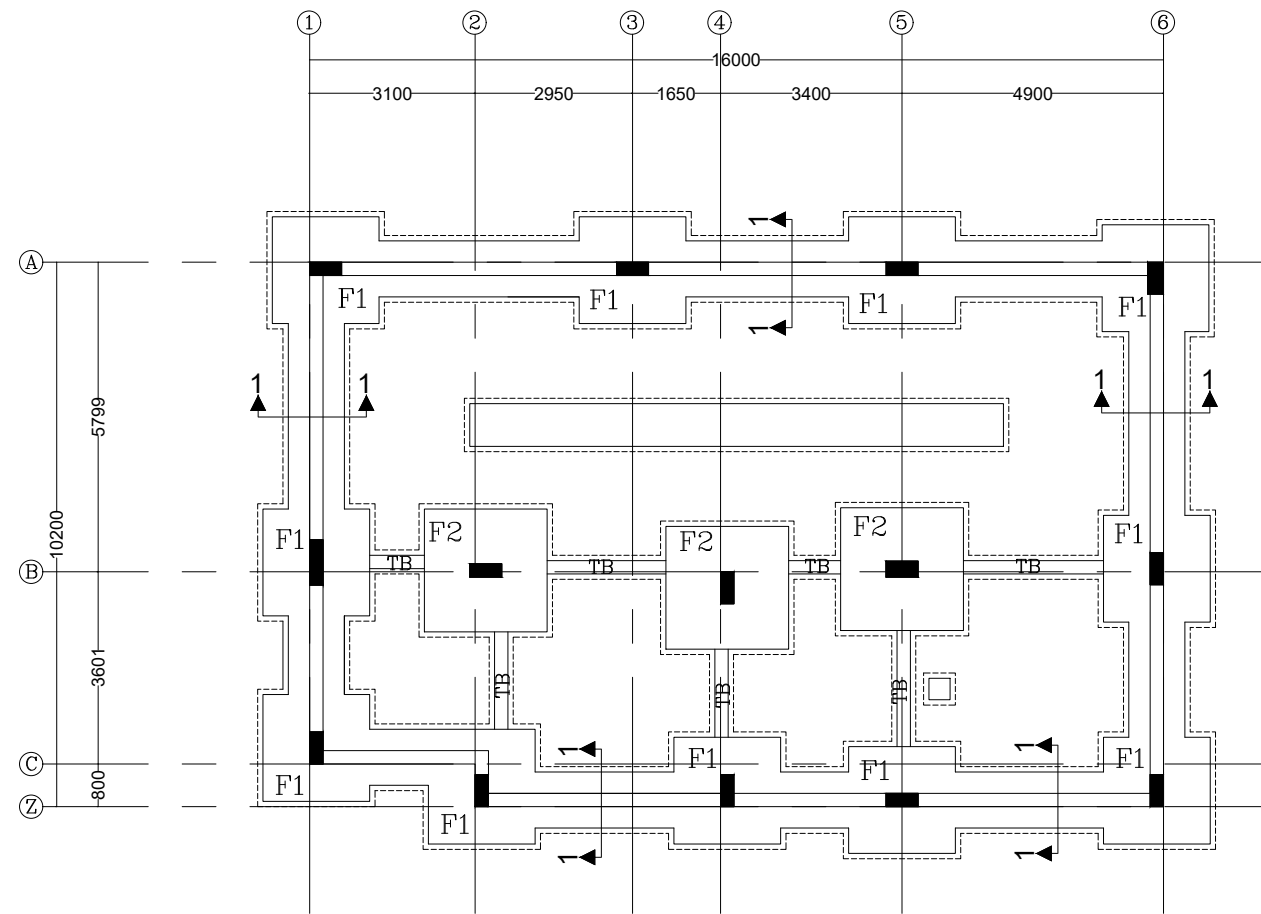 1 2 3 4 5 6
16000
3100 2950 1650 3400 4900
1
A
F1 F1 F1 F1
1
1 1 1 1
5799
10200
F1 F2 F2 F2 F1
TB TB TB TB
B
3601
TB TB TB
1 1
F1 F1 F1
C
F1
800
Z
F1
1 1